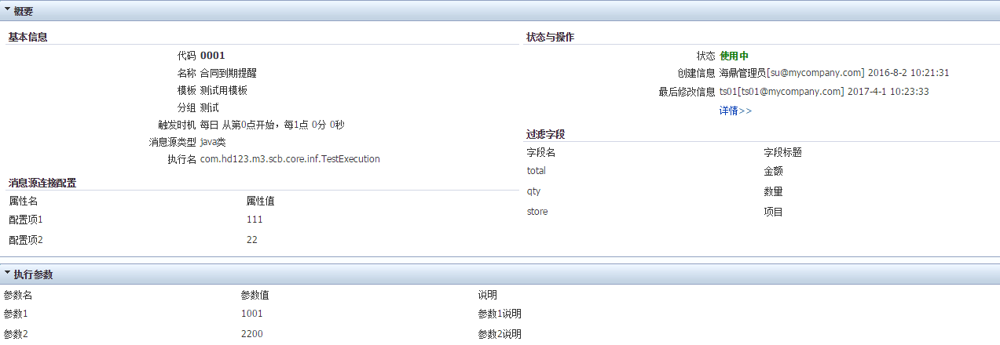 概要
基本信息
代码 0001
名称 合同到期提醒
模板 测试用模板
分组 测试
触发时机 每日 从第0点开始，每1点 0分 0秒
消息源类型 java类
执行名 com.hd123.m3.scb.core.inf.TestExecution
消息源连接配置
属性名 属性值
配置项1 111
配置项2 22
状态与操作
状态 使用中
创建信息 海鼎管理员[su@mycompany.com] 2016-8-2 10:21:31
最后修改信息 ts01[ts01@mycompany.com] 2017-4-1 10:23:33
详情>>
过滤字段
字段名 字段标题
total 金额
qty 数量
store 项目
执行参数
参数名 参数值 说明
参数1 1001 参数1说明
参数2 2200 参数2说明